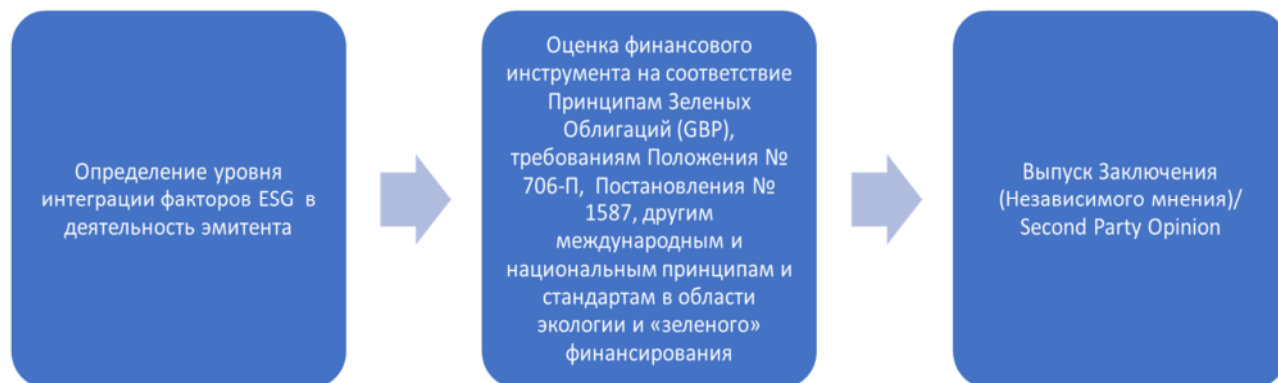 Определение уровня
интеграции факторов ESG в
деятельность эмитента
Оценка финансового
инструмента на соответствие
Принципам Зеленых
Облигаций (GBP),
требованиям Положения №
706-П, Постановления №
1587, другим
международным и
национальным принципам и
стандартам в области
экологии и «зеленого»
финансирования
Выпуск Заключения
(Независимого мнения)/
Second Party Opinion